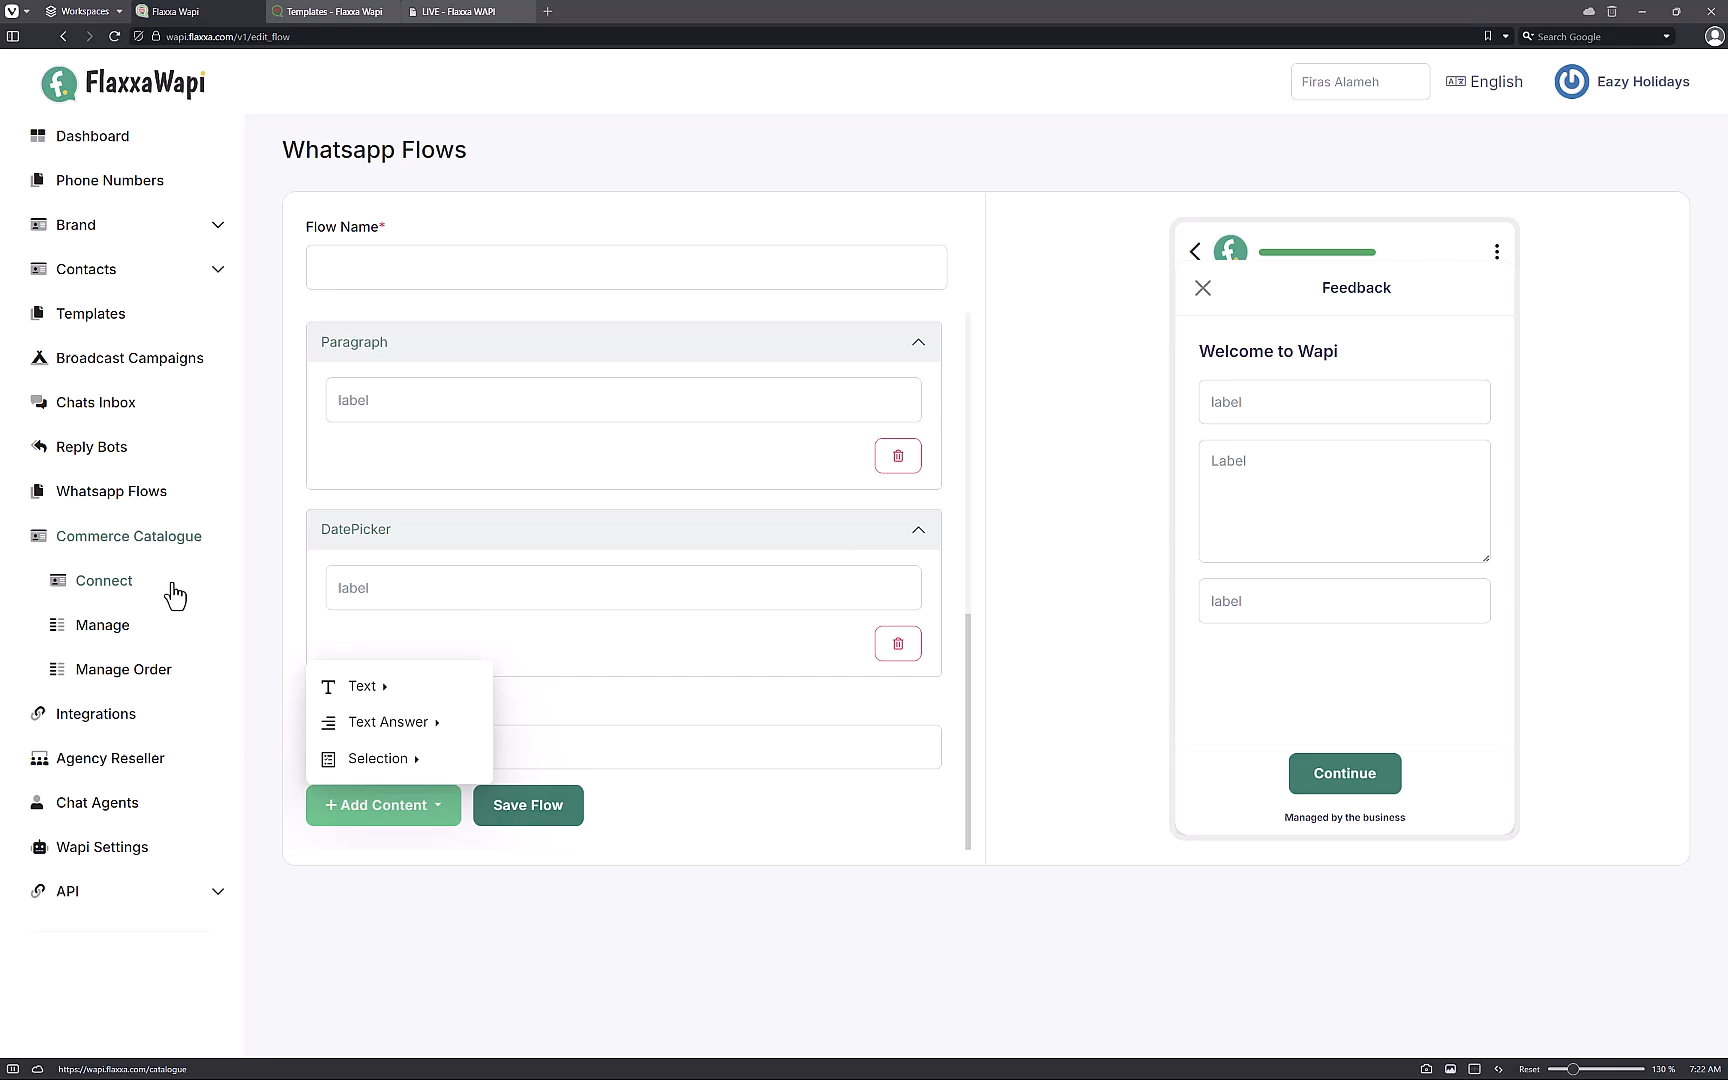 Workspaces
Flaxxa Wapi
Templates - Flaxxa Wapi
LIVE - Flaxxa WAPI
wapi.flaxxa.com/v1/edit_flow
Search Google
FlaxxaWapi
Firas Alameh
English
Eazy Holidays
Dashboard
Phone Numbers
Brand
Contacts
Templates
Broadcast Campaigns
Chats Inbox
Reply Bots
Whatsapp Flows
Commerce Catalogue
Connect
Manage
Manage Order
Integrations
Agency Reseller
Chat Agents
Wapi Settings
API
Whatsapp Flows
Flow Name*
Paragraph
label
DatePicker
label
Text
Text Answer
Selection
+ Add Content
Save Flow
Feedback
Welcome to Wapi
label
Label
label
Continue
Managed by the business
https://wapi.flaxxa.com/catalogue
Reset
130 %
7:22 AM